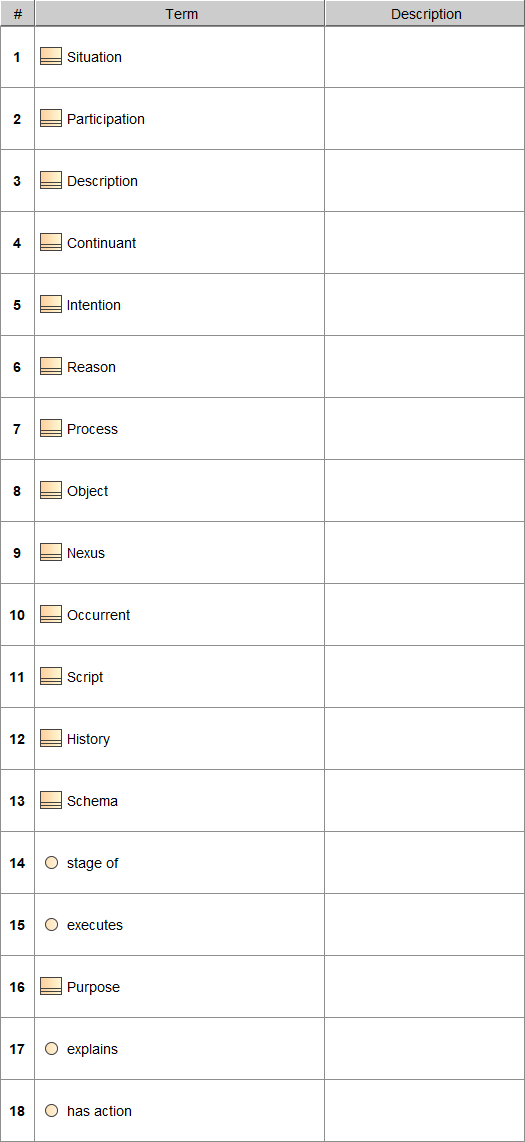 # Term Description
1 Situation
2 Participation
3 Description
4 Continuant
5 Intention
6 Reason
7 Process
8 Object
9 Nexus
10 Occurrent
11 Script
12 History
13 Schema
14 stage of
15 executes
16 Purpose
17 explains
18 has action